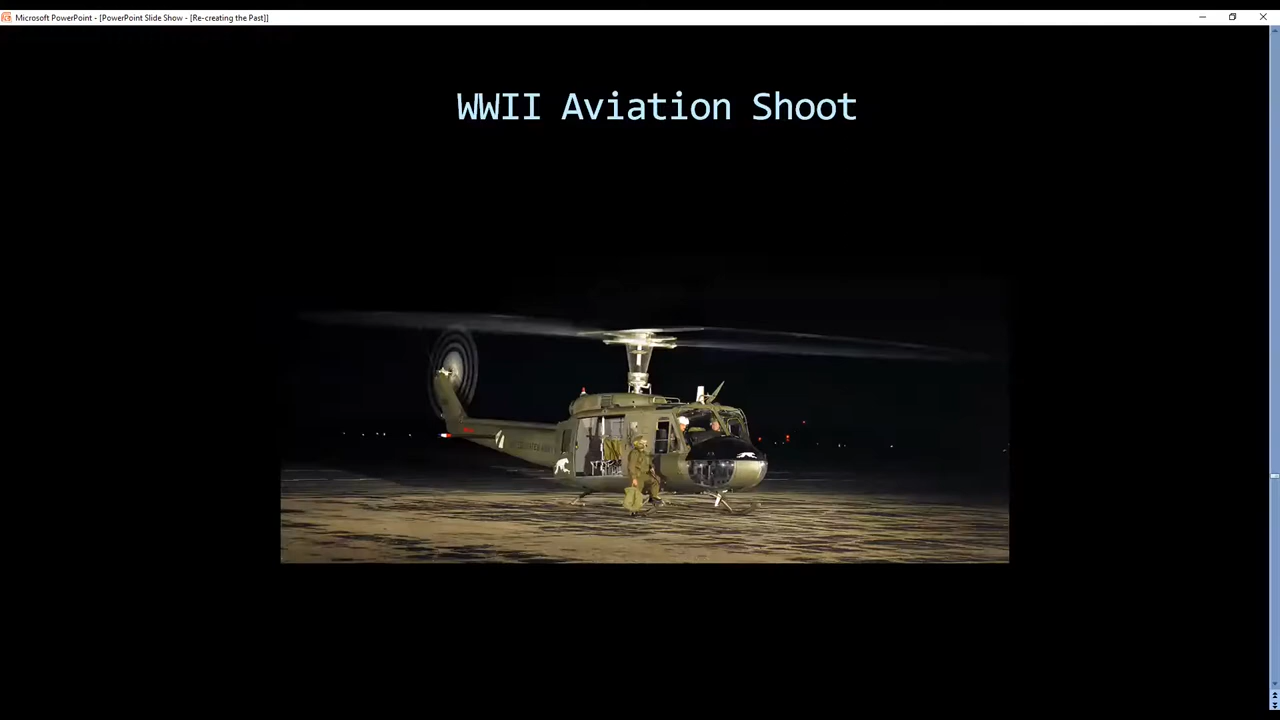 Microsoft PowerPoint - [PowerPoint Slide Show - [Re-creating the Past]]
WWII Aviation Shoot